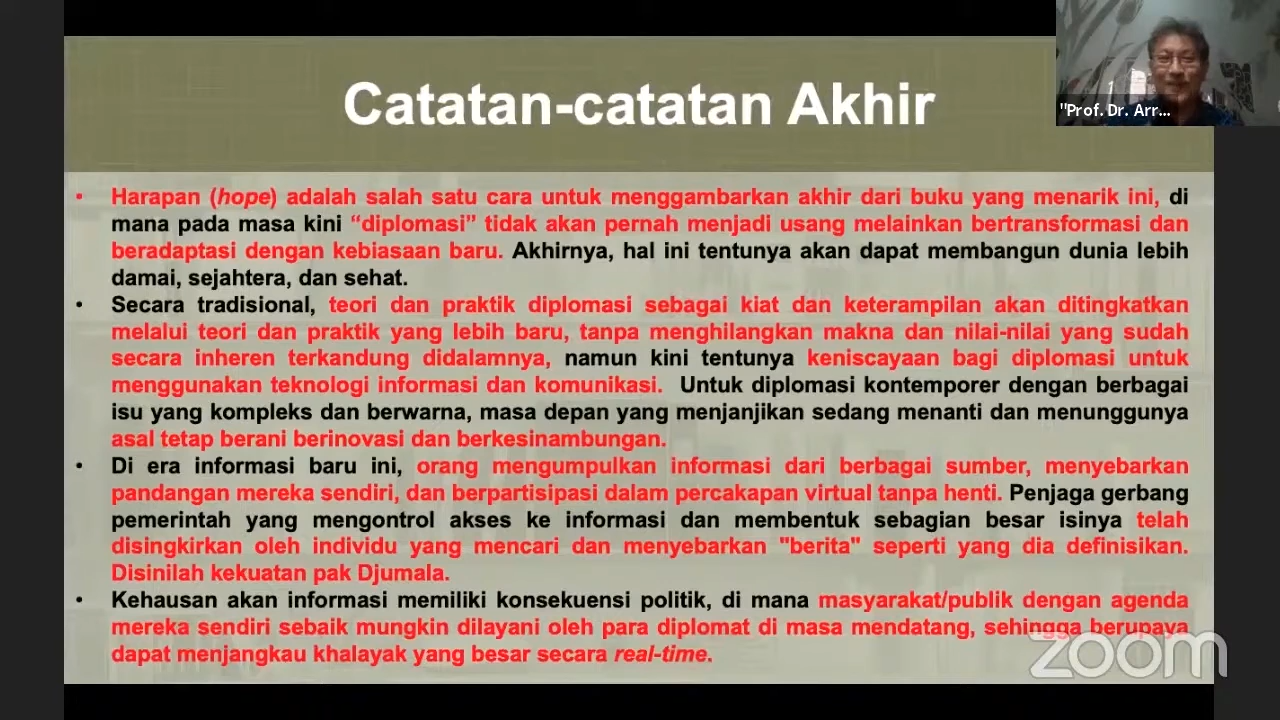 Catatan-catatan Akhir
"Prof. Dr. Arr...
• Harapan (hope) adalah salah satu cara untuk menggambarkan akhir dari buku yang menarik ini, di
mana pada masa kini “diplomasi” tidak akan pernah menjadi usang melainkan bertransformasi dan
beradaptasi dengan kebiasaan baru. Akhirnya, hal ini tentunya akan dapat membangun dunia lebih
damai, sejahtera, dan sehat.
• Secara tradisional, teori dan praktik diplomasi sebagai kiat dan keterampilan akan ditingkatkan
melalui teori dan praktik yang lebih baru, tanpa menghilangkan makna dan nilai-nilai yang sudah
secara inheren terkandung didalamnya, namun kini tentunya keniscayaan bagi diplomasi untuk
menggunakan teknologi informasi dan komunikasi. Untuk diplomasi kontemporer dengan berbagai
isu yang kompleks dan berwarna, masa depan yang menjanjikan sedang menanti dan menunggunya
asal tetap berani berinovasi dan berkesinambungan.
• Di era informasi baru ini, orang mengumpulkan informasi dari berbagai sumber, menyebarkan
pandangan mereka sendiri, dan berpartisipasi dalam percakapan virtual tanpa henti. Penjaga gerbang
pemerintah yang mengontrol akses ke informasi dan membentuk sebagian besar isinya telah
disingkirkan oleh individu yang mencari dan menyebarkan "berita" seperti yang dia definisikan.
Disinilah kekuatan pak Djumala.
• Kehausan akan informasi memiliki konsekuensi politik, di mana masyarakat/publik dengan agenda
mereka sendiri sebaik mungkin dilayani oleh para diplomat di masa mendatang, sehingga berupaya
dapat menjangkau khalayak yang besar secara real-time.
zoom